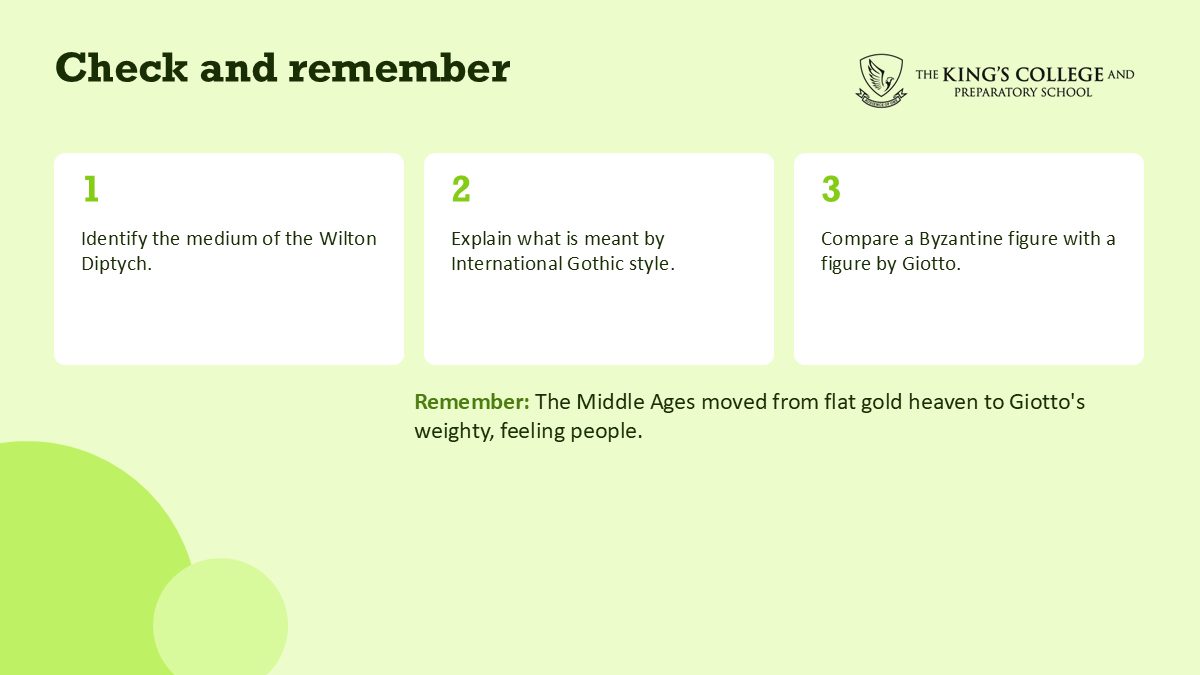 Check and remember
THE KING'S COLLEGE AND
PREPARATORY SCHOOL
1
Identify the medium of the Wilton
Diptych.
2
Explain what is meant by
International Gothic style.
3
Compare a Byzantine figure with a
figure by Giotto.
Remember: The Middle Ages moved from flat gold heaven to Giotto's
weighty, feeling people.